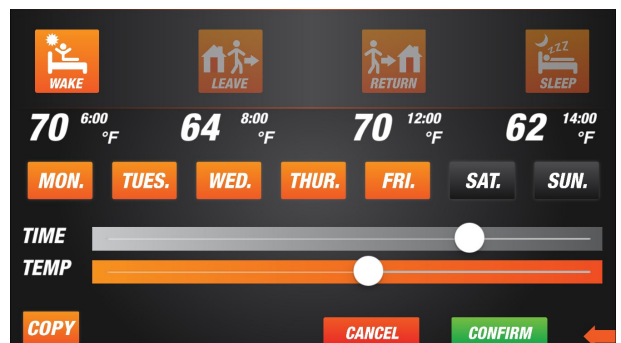 WAKE LEAVE RETURN zzz SLEEP
70 6:00 °F 64 8:00 °F 70 12:00 °F 62 14:00 °F
MON. TUES. WED. THUR. FRI. SAT. SUN.
TIME
TEMP
COPY CANCEL CONFIRM